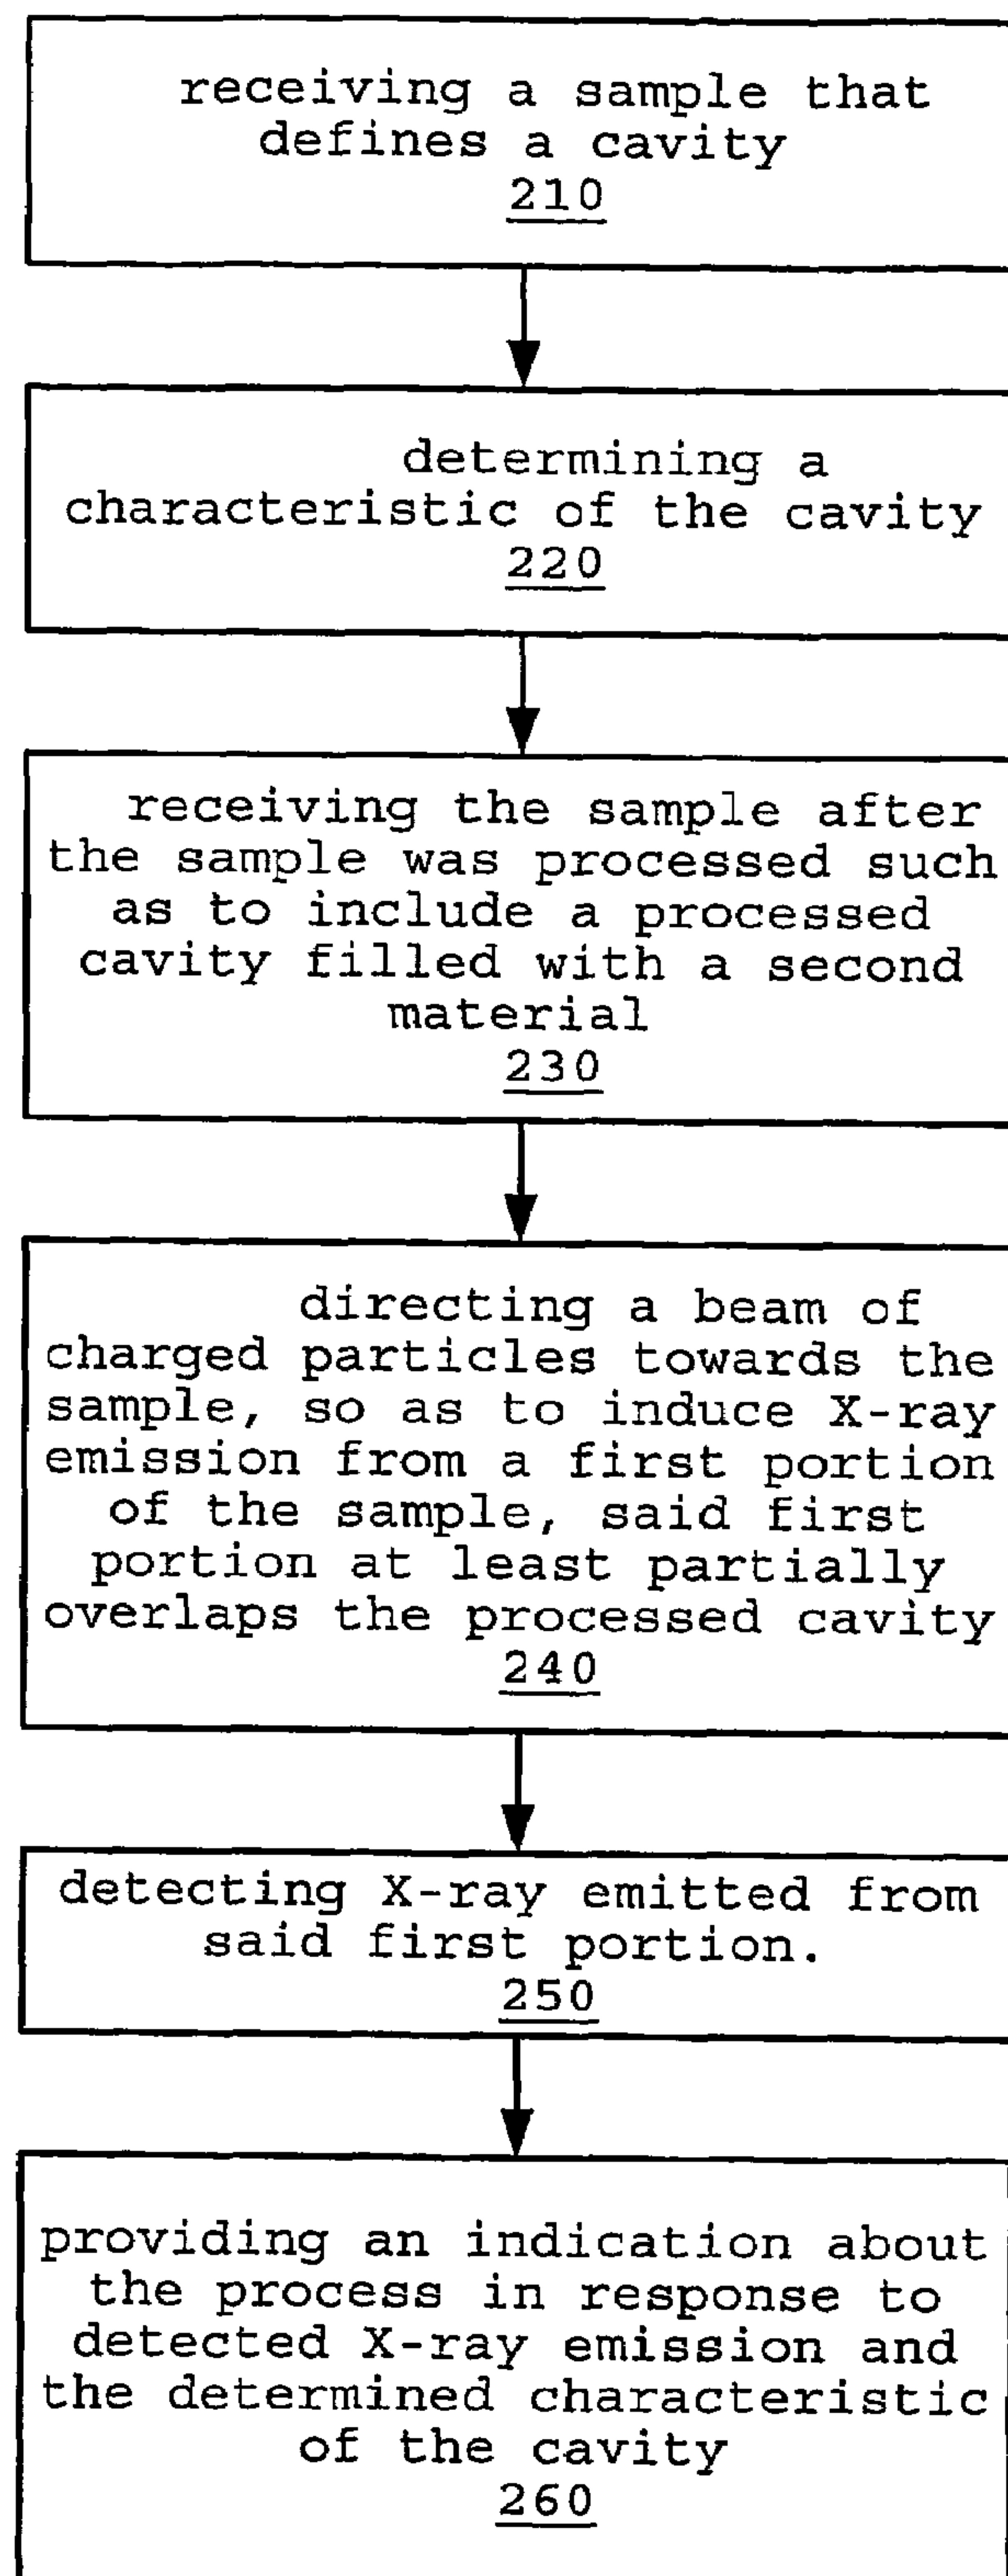 receiving a sample that
defines a cavity
210
determining a
characteristic of the cavity
220
receiving the sample after
the sample was processed such
as to include a processed
cavity filled with a second
material
230
directing a beam of
charged particles towards the
sample, so as to induce X-ray
emission from a first portion
of the sample, said first
portion at least partially
overlaps the processed cavity
240
detecting X-ray emitted from
said first portion.
250
providing an indication about
the process in response to
detected X-ray emission and
the determined characteristic
of the cavity
260